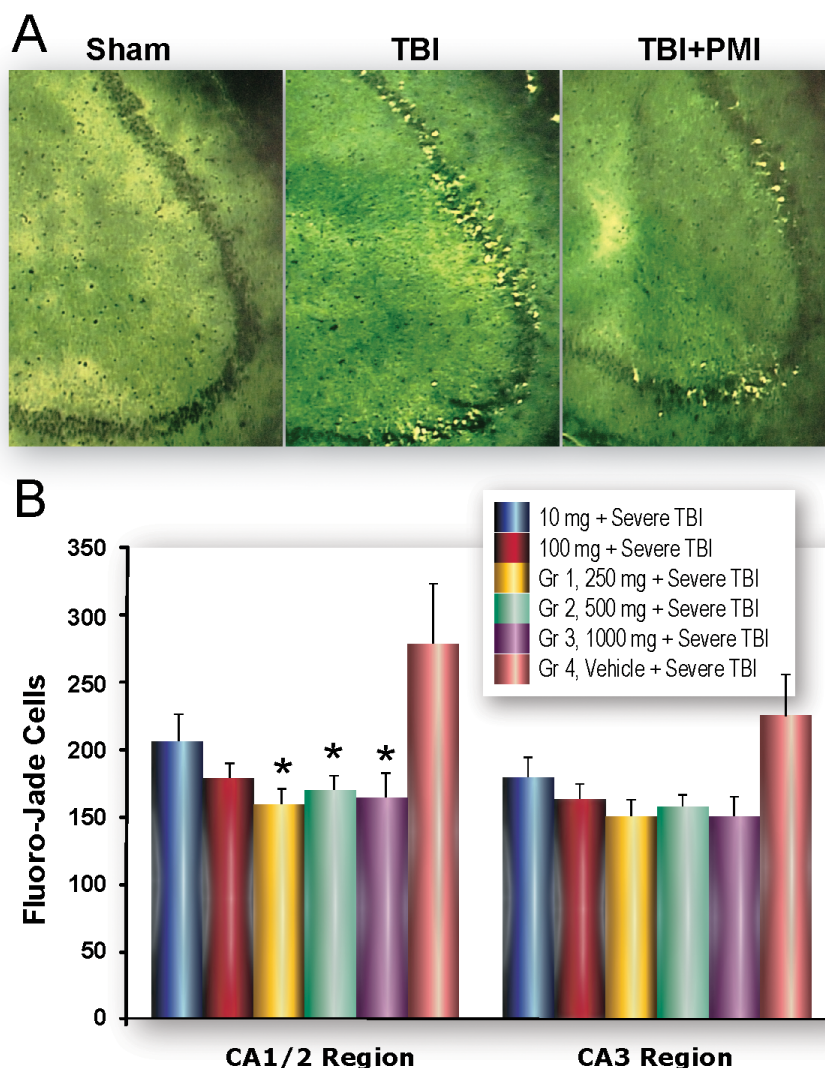 A
Sham TBI TBI+PMI
B
10 mg + Severe TBI
100 mg + Severe TBI
Gr 1, 250 mg + Severe TBI
Gr 2, 500 mg + Severe TBI
Gr 3, 1000 mg + Severe TBI
Gr 4, Vehicle + Severe TBI
350
300
250
200
150
100
50
0
Fluoro-Jade Cells
* * *
CA1/2 Region CA3 Region